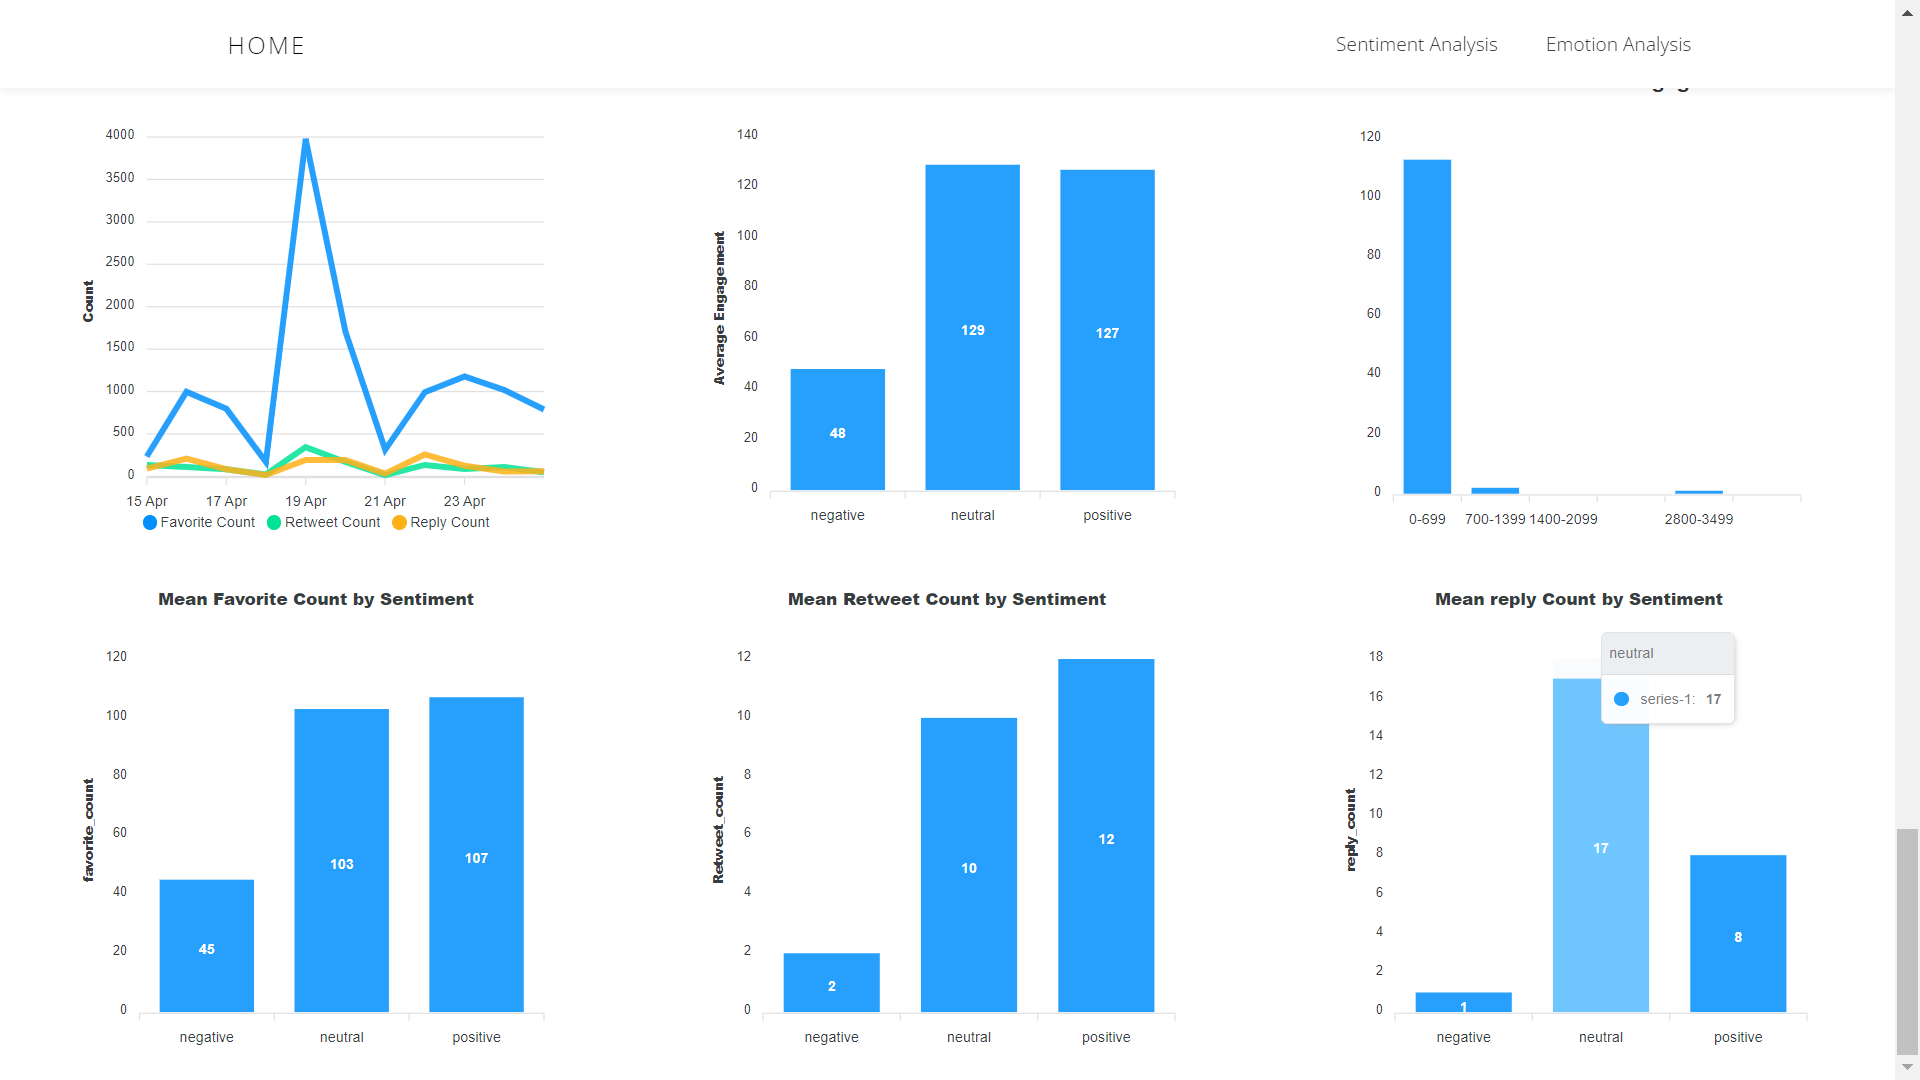 HOME
Sentiment Analysis
Emotion Analysis
4000
3500
3000
2500
2000
1500
1000
500
0
Count
15 Apr
17 Apr
19 Apr
21 Apr
23 Apr
Favorite Count
Retweet Count
Reply Count
140
120
100
80
60
40
20
0
Average Engagement
48
129
127
negative
neutral
positive
120
100
80
60
40
20
0
0-699
700-1399
1400-2099
2800-3499
Mean Favorite Count by Sentiment
120
100
80
60
40
20
0
favorite_count
45
103
107
negative
neutral
positive
Mean Retweet Count by Sentiment
12
10
8
6
4
2
0
Retweet_count
2
10
12
negative
neutral
positive
Mean reply Count by Sentiment
18
16
14
12
10
8
6
4
2
0
reply_count
neutral
series-1: 17
1
17
8
negative
neutral
positive